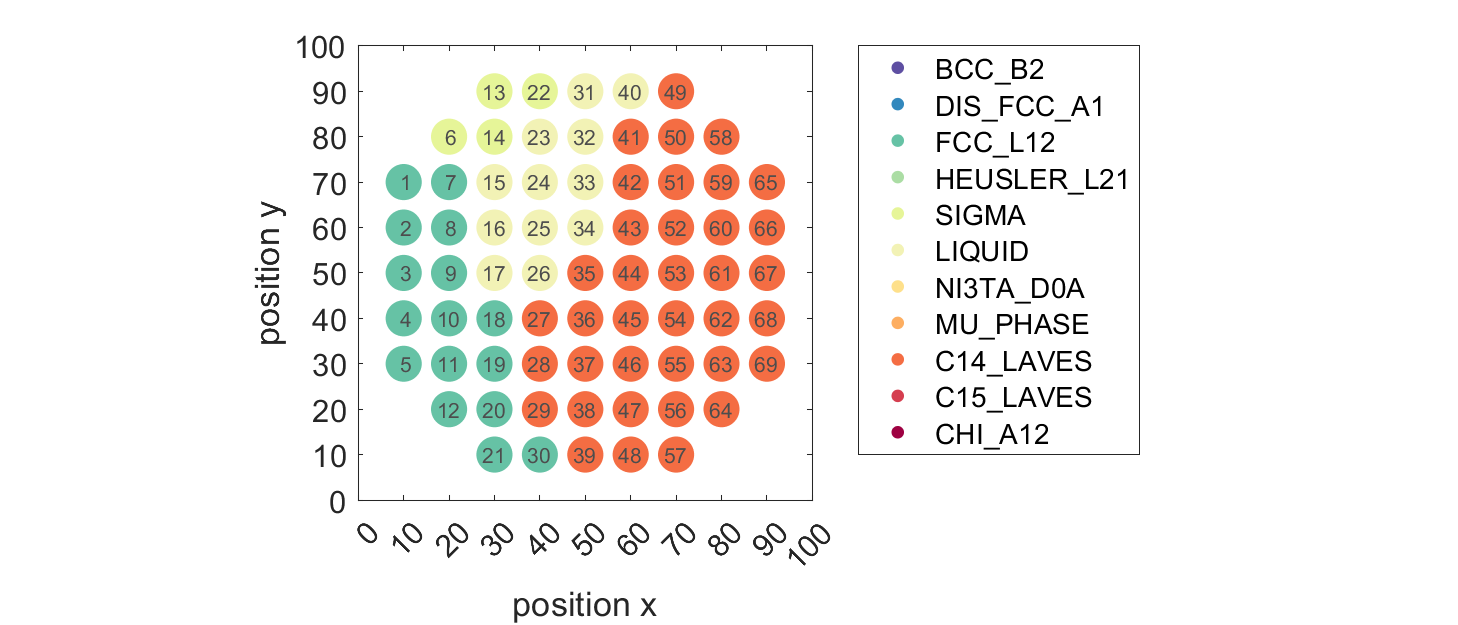 100
90
80
70
60
50
40
30
20
10
0
position y
13 22 31 40 49
6 14 23 32 41 50 58
1 7 15 24 33 42 51 59 65
2 8 16 25 34 43 52 60 66
3 9 17 26 35 44 53 61 67
4 10 18 27 36 45 54 62 68
5 11 19 28 37 46 55 63 69
12 20 29 38 47 56 64
21 30 39 48 57
0 10 20 30 40 50 60 70 80 90 100
position x
BCC_B2
DIS_FCC_A1
FCC_L12
HEUSLER_L21
SIGMA
LIQUID
NI3TA_D0A
MU_PHASE
C14_LAVES
C15_LAVES
CHI_A12